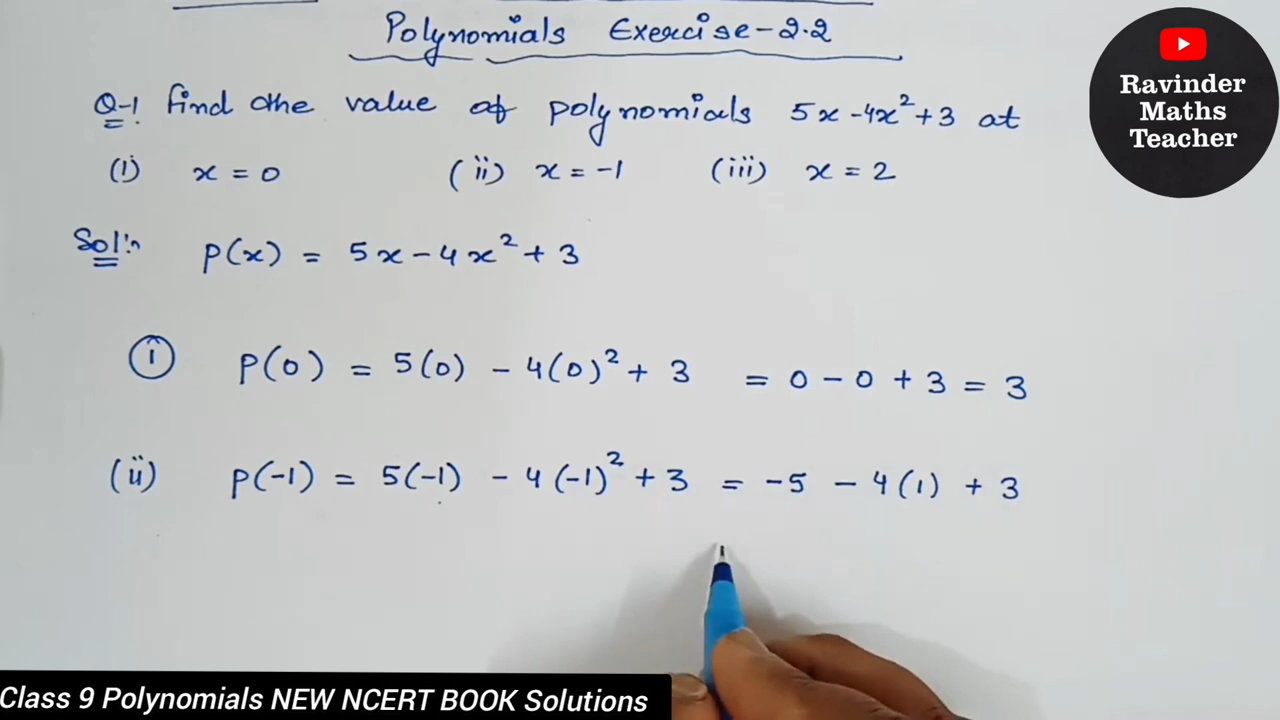 Polynomials Exercise-2.2
Ravinder
Maths
Teacher
Q-1. Find the value of polynomials 5x - 4x² + 3 at
(i) x = 0 (ii) x = -1 (iii) x = 2
Solⁿ: p(x) = 5x - 4x² + 3
(i) p(0) = 5(0) - 4(0)² + 3 = 0 - 0 + 3 = 3
(ii) p(-1) = 5(-1) - 4(-1)² + 3 = -5 - 4(1) + 3
Class 9 Polynomials NEW NCERT BOOK Solutions